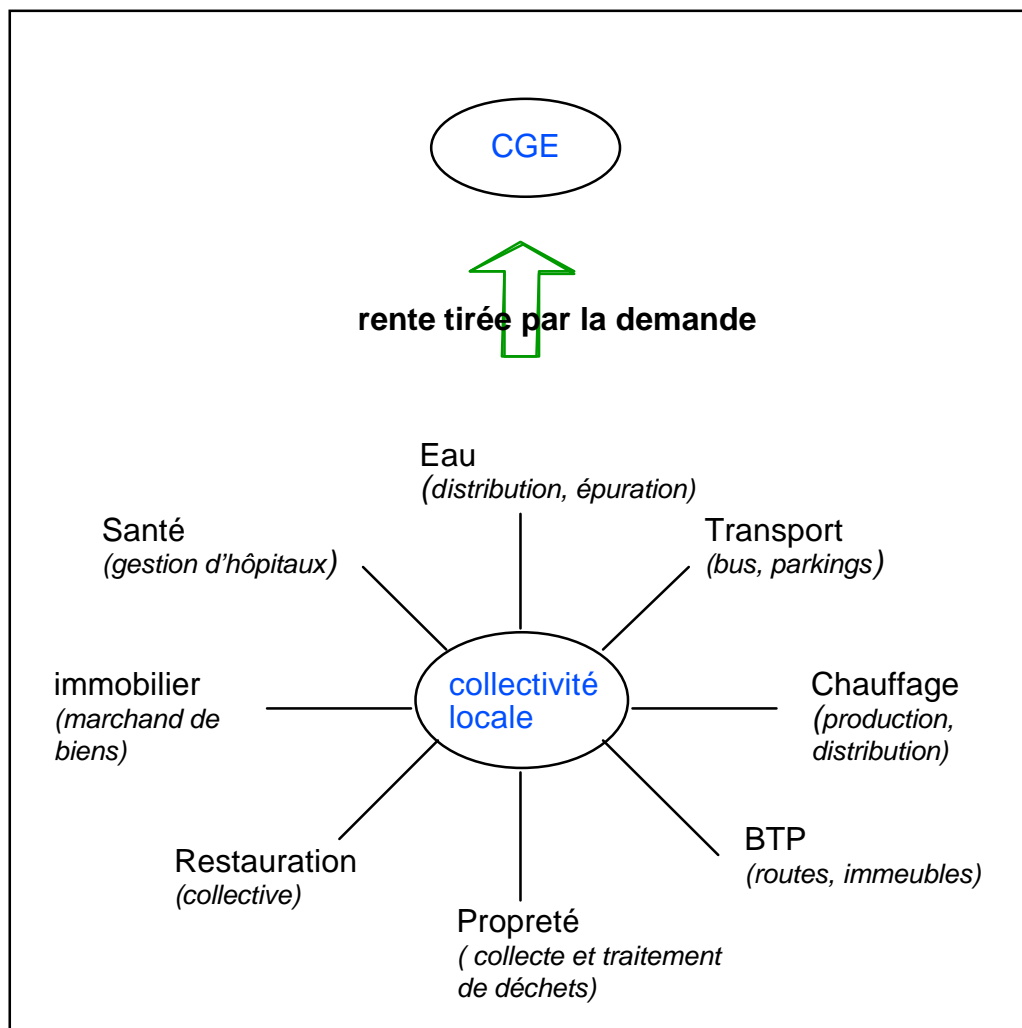 CGE
rente tirée par la demande
Eau
(distribution, épuration)
Santé
(gestion d'hôpitaux)
Transport
(bus, parkings)
immobilier
(marchand de
biens)
collectivité
locale
Chauffage
(production,
distribution)
Restauration
(collective)
BTP
(routes, immeubles)
Propreté
( collecte et traitement
de déchets)